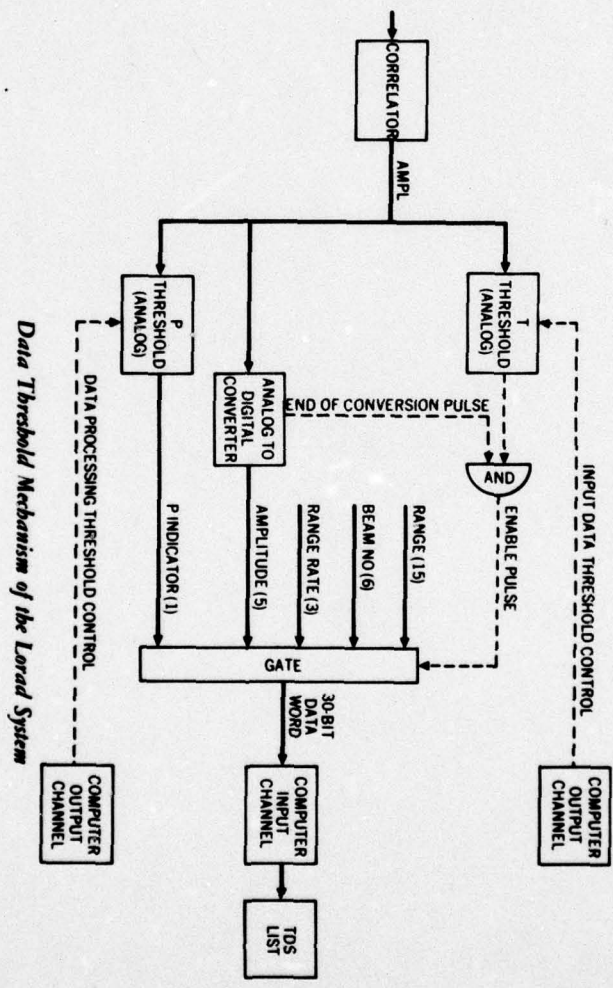 CORRELATOR
AMPL
T
THRESHOLD
(ANALOG)
INPUT DATA THRESHOLD CONTROL
COMPUTER
OUTPUT
CHANNEL
AND
ENABLE PULSE
END OF CONVERSION PULSE
ANALOG TO
DIGITAL
CONVERTER
RANGE (15)
BEAM NO (6)
RANGE RATE (3)
AMPLITUDE (5)
P INDICATOR (1)
GATE
30-BIT
DATA
WORD
COMPUTER
INPUT
CHANNEL
TDS
LIST
P
THRESHOLD
(ANALOG)
DATA PROCESSING THRESHOLD CONTROL
COMPUTER
OUTPUT
CHANNEL
Data Threshold Mechanism of the Lorad System